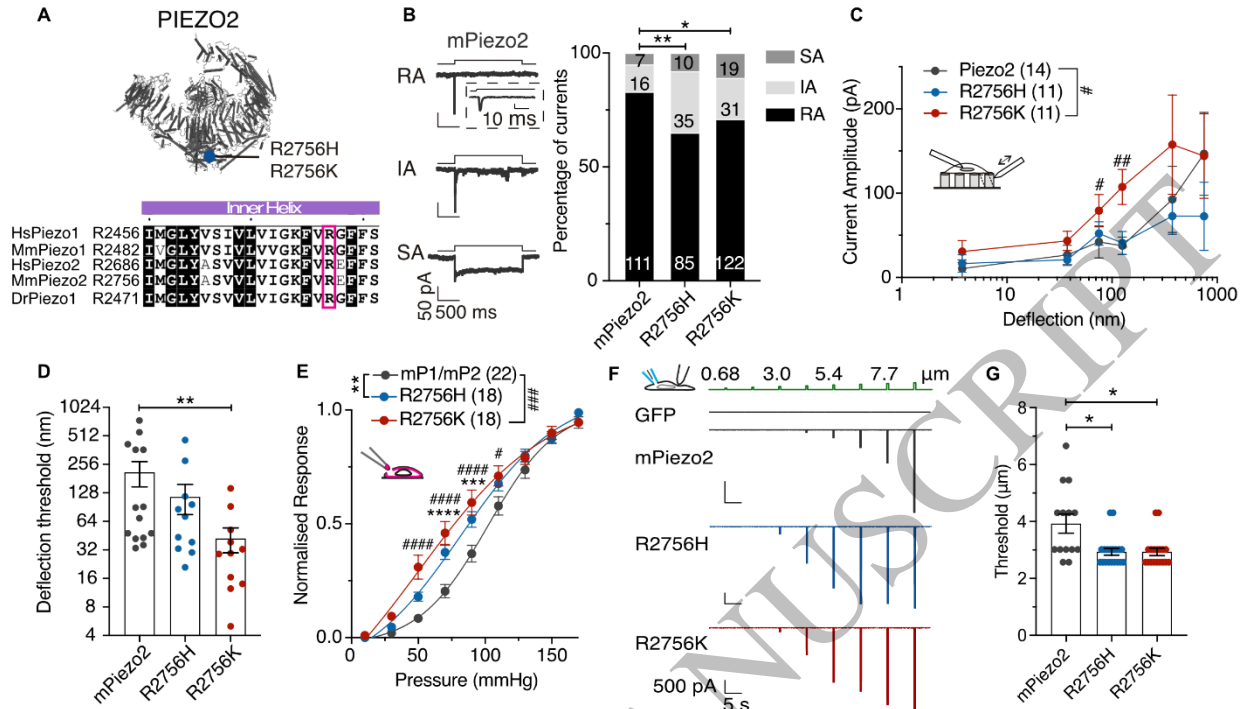 A
PIEZO2
R2756H
R2756K
Inner Helix
HsPiezo1 R2456 IMGLYVSIVLVIGKFVRGFFS
MmPiezo1 R2482 IVGLYVSIVLVIGKFVRGFFS
HsPiezo2 R2686 IMGLYASVVLVIGKFVREFFS
MmPiezo2 R2756 IMGLYASVVLVIGKFVREFFS
DrPiezo1 R2471 IMGLYVSVVLVIGKFVRGFFS
B
mPiezo2
RA
10 ms
IA
SA
50 pA
500 ms
* 
**
Percentage of currents
100
50
0
7 10 19
16 35 31
111 85 122
mPiezo2
R2756H
R2756K
SA
IA
RA
C
Piezo2 (14)
R2756H (11)
R2756K (11)
#
# ##
Current Amplitude (pA)
200
100
0
1 10 100 1000
Deflection (nm)
D
**
Deflection threshold (nm)
1024
512
256
128
64
32
16
8
4
mPiezo2
R2756H
R2756K
E
mP1/mP2 (22)
R2756H (18)
R2756K (18)
**
###
Normalised Response
1.0
0.5
0.0
####
####
****
####
***
#
0 50 100 150
Pressure (mmHg)
F
0.68 3.0 5.4 7.7 μm
GFP
mPiezo2
R2756H
R2756K
500 pA
5 s
G
*
*
Threshold (μm)
8
6
4
2
0
mPiezo2
R2756H
R2756K
NUSCRIPT